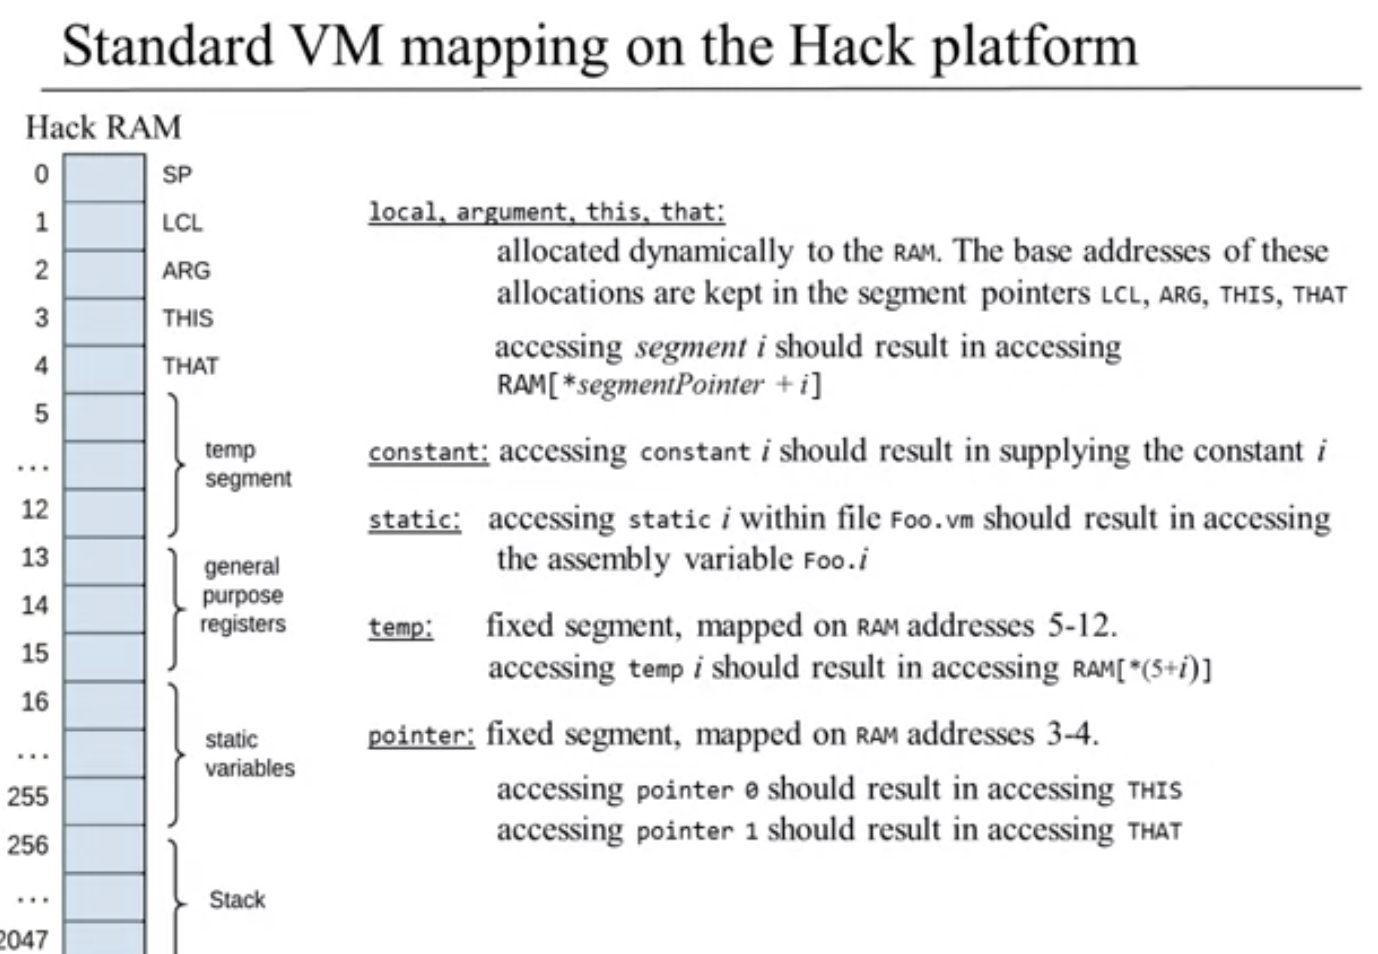 Standard VM mapping on the Hack platform
Hack RAM
0 SP
1 LCL
2 ARG
3 THIS
4 THAT
5
...
12
temp
segment
13
14
15
general
purpose
registers
16
...
255
static
variables
256
...
2047
Stack
local, argument, this, that:
allocated dynamically to the RAM. The base addresses of these
allocations are kept in the segment pointers LCL, ARG, THIS, THAT
accessing segment i should result in accessing
RAM[*segmentPointer + i]
constant: accessing constant i should result in supplying the constant i
static: accessing static i within file Foo.vm should result in accessing
the assembly variable Foo.i
temp: fixed segment, mapped on RAM addresses 5-12.
accessing temp i should result in accessing RAM[*(5+i)]
pointer: fixed segment, mapped on RAM addresses 3-4.
accessing pointer 0 should result in accessing THIS
accessing pointer 1 should result in accessing THAT